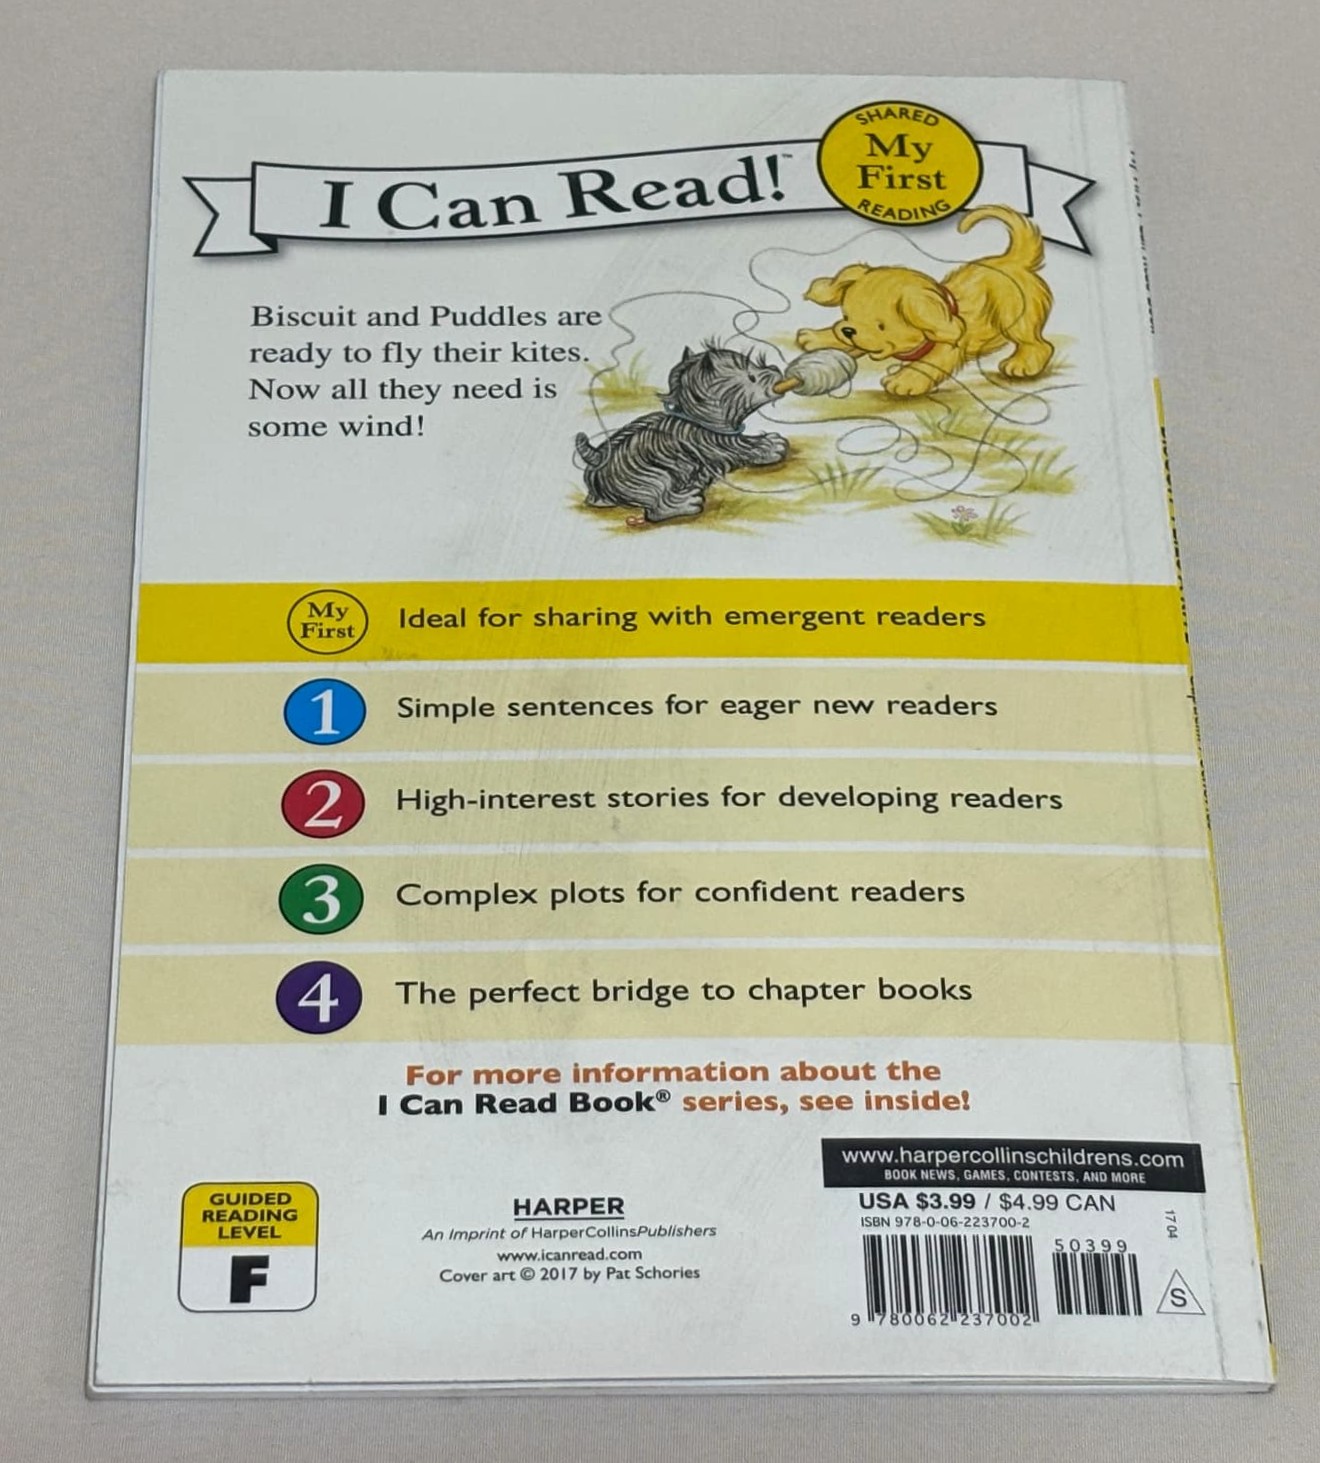 I Can Read!™
SHARED
My
First
READING
Biscuit and Puddles are
ready to fly their kites.
Now all they need is
some wind!
My
First
Ideal for sharing with emergent readers
1
Simple sentences for eager new readers
2
High-interest stories for developing readers
3
Complex plots for confident readers
4
The perfect bridge to chapter books
For more information about the
I Can Read Book® series, see inside!
GUIDED
READING
LEVEL
F
HARPER
An Imprint of HarperCollinsPublishers
www.icanread.com
Cover art © 2017 by Pat Schories
www.harpercollinschildrens.com
BOOK NEWS, GAMES, CONTESTS, AND MORE
USA $3.99 / $4.99 CAN
ISBN 978-0-06-223700-2
50399
9 780062 237002
1704
S